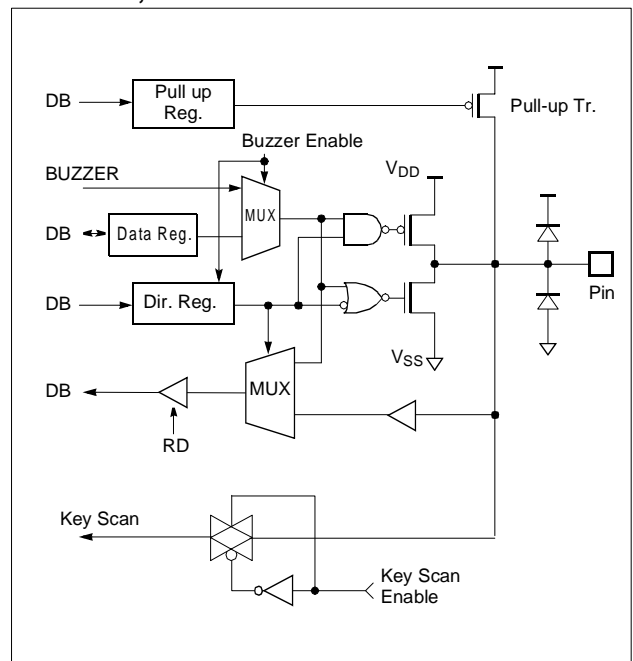 DB
Pull up
Reg.
Pull-up Tr.
Buzzer Enable
BUZZER
VDD
MUX
DB
Data Reg.
DB
Dir. Reg.
Pin
VSS
MUX
DB
RD
Key Scan
Key Scan
Enable